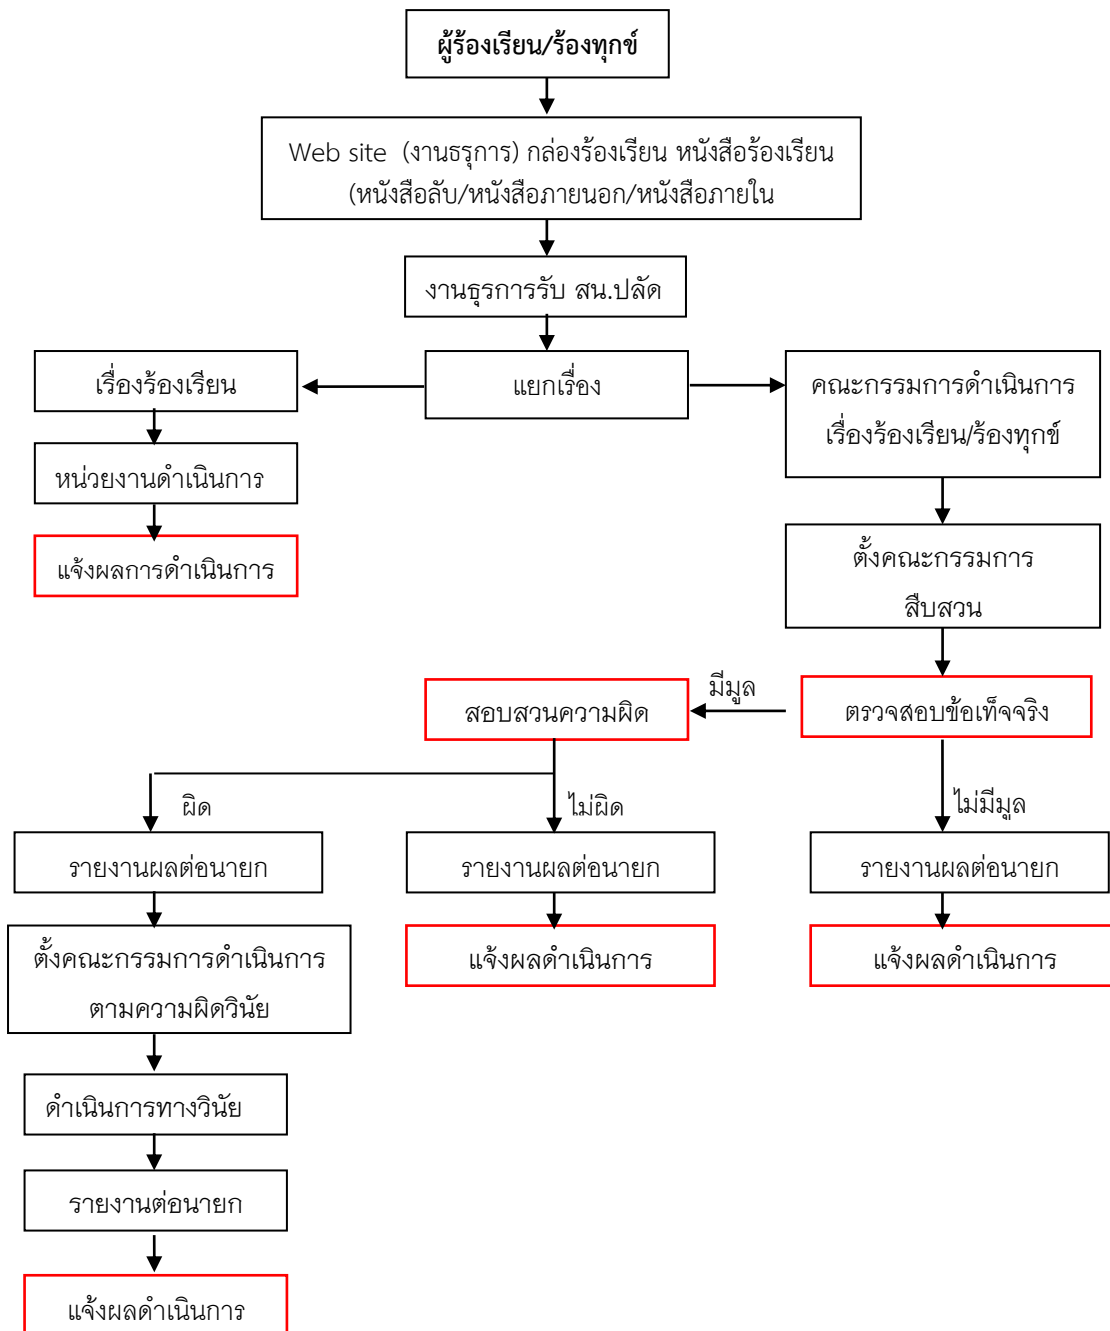 ผู้ร้องเรียน/ร้องทุกข์
Web site (งานธรุการ) กล่องร้องเรียน หนังสือร้องเรียน
(หนังสือลับ/หนังสือภายนอก/หนังสือภายใน
งานธุรการรับ สน.ปลัด
เรื่องร้องเรียน
แยกเรื่อง
คณะกรรมการดำเนินการ
เรื่องร้องเรียน/ร้องทุกข์
หน่วยงานดำเนินการ
แจ้งผลการดำเนินการ
ตั้งคณะกรรมการ
สืบสวน
สอบสวนความผิด
มีมูล
ตรวจสอบข้อเท็จจริง
ผิด
ไม่ผิด
ไม่มีมูล
รายงานผลต่อนายก
รายงานผลต่อนายก
รายงานผลต่อนายก
ตั้งคณะกรรมการดำเนินการ
ตามความผิดวินัย
แจ้งผลดำเนินการ
แจ้งผลดำเนินการ
ดำเนินการทางวินัย
รายงานต่อนายก
แจ้งผลดำเนินการ